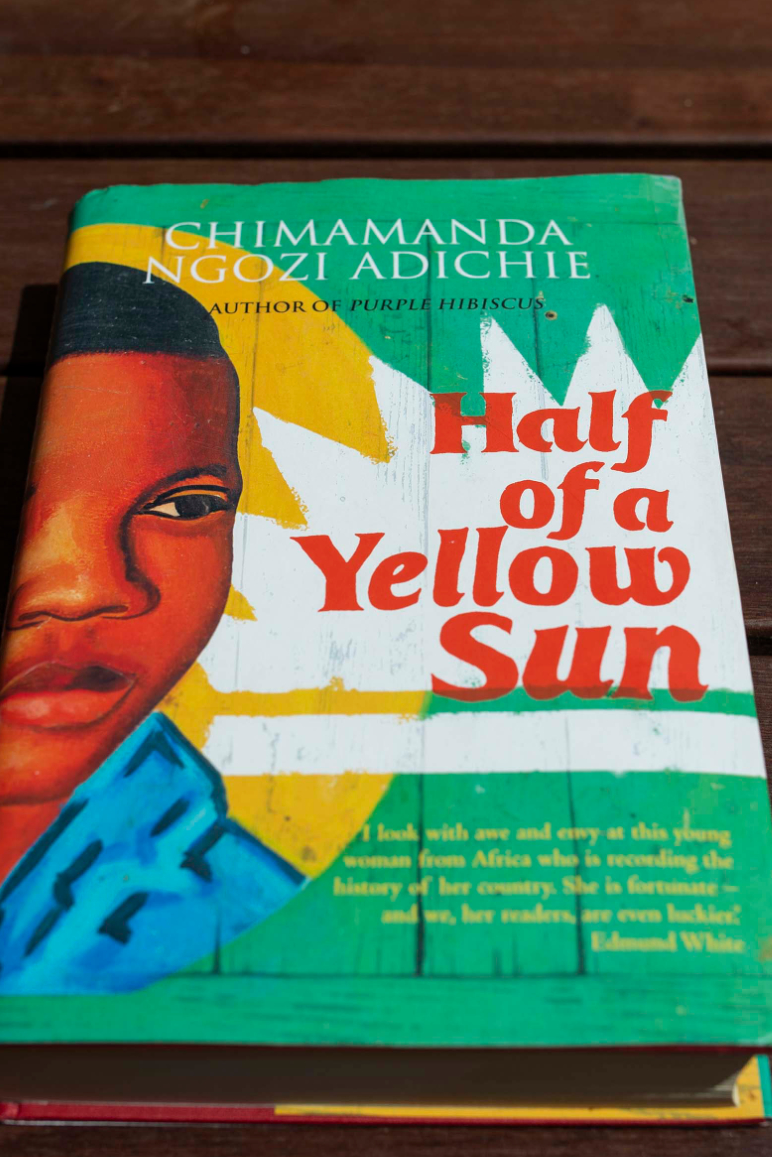 CHIMAMANDA
NGOZI ADICHIE
AUTHOR OF PURPLE HIBISCUS
Half
of a
Yellow
Sun
'I look with awe and envy at this young
woman from Africa who is recording the
history of her country. She is fortunate –
and we, her readers, are even luckier.'
Edmund White